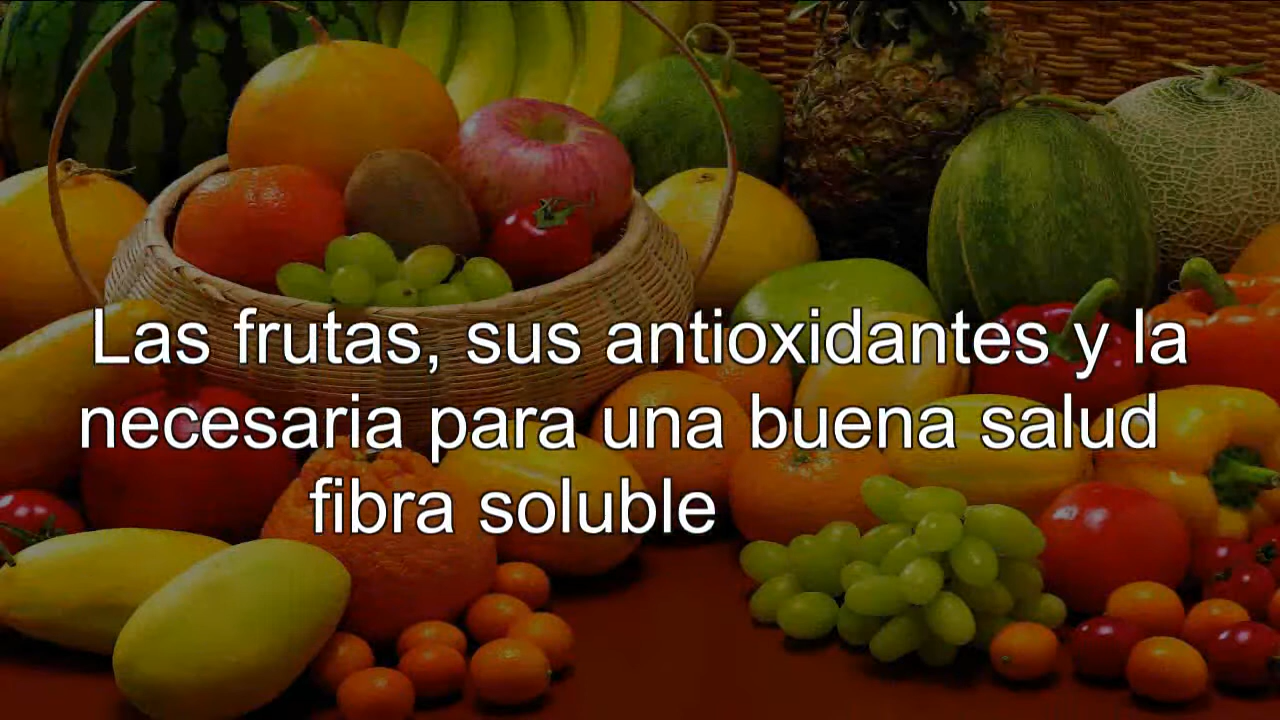 Las frutas, sus antioxidantes y la
necesaria para una buena salud
fibra soluble